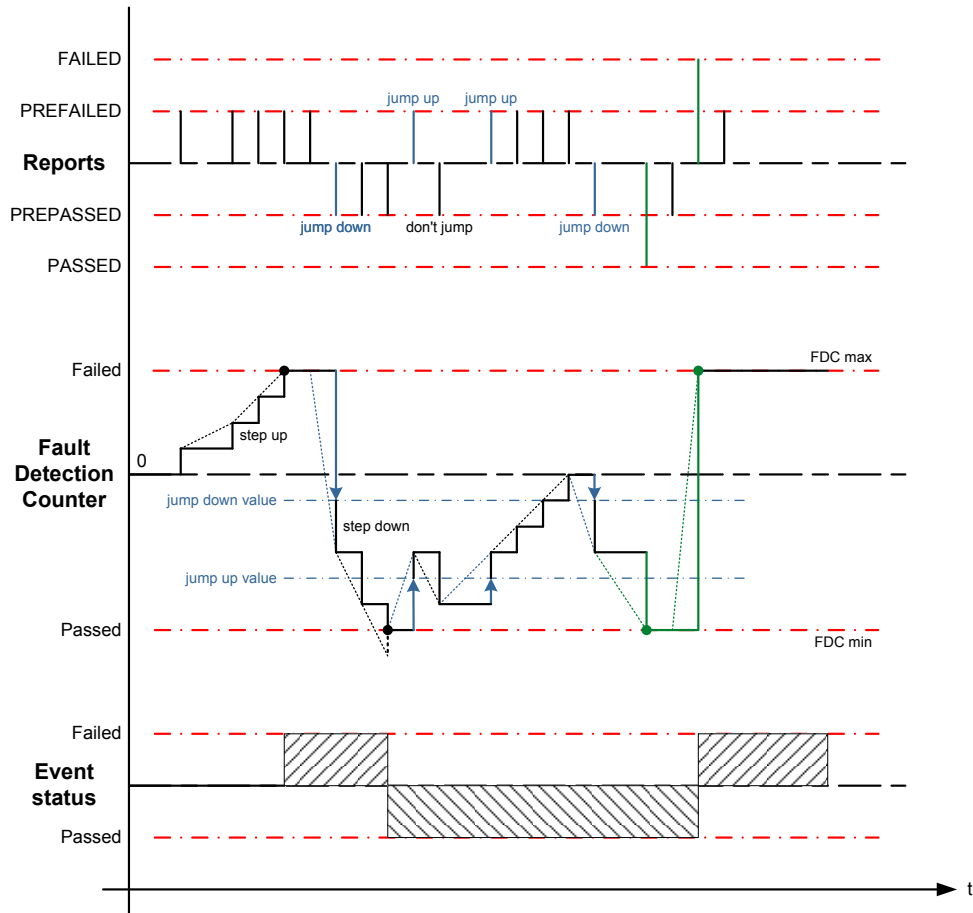 FAILED
PREFAILED
jump up
jump up
Reports
PREPASSED
jump down
don't jump
jump down
PASSED
Failed
FDC max
step up
0
Fault
Detection
Counter
jump down value
step down
jump up value
Passed
FDC min
Failed
Event
status
Passed
t